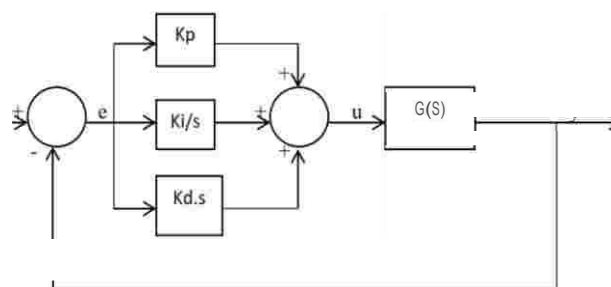 Kp
+
+ e Ki/s + u G(S)
-
+
Kd.s